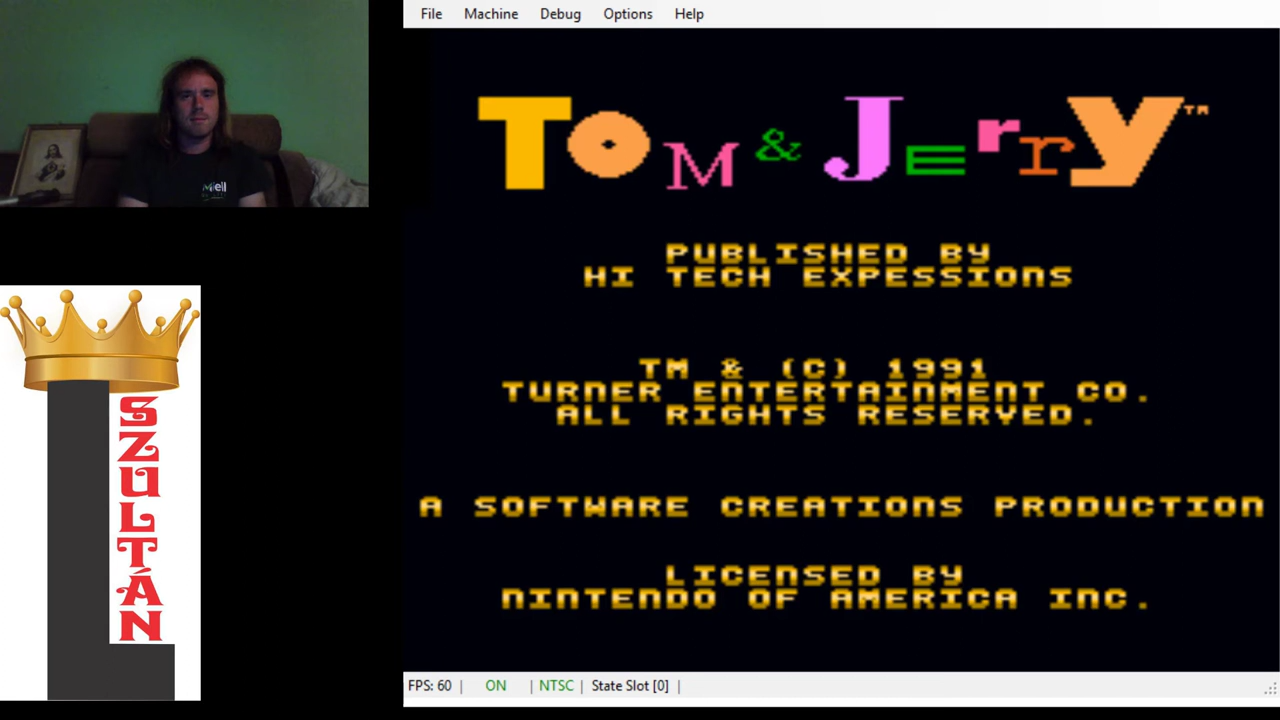 File Machine Debug Options Help
TOM & JErrY™
PUBLISHED BY
HI TECH EXPESSIONS
TM & (C) 1991
TURNER ENTERTAINMENT CO.
ALL RIGHTS RESERVED.
A SOFTWARE CREATIONS PRODUCTION
LICENSED BY
NINTENDO OF AMERICA INC.
FPS: 60 | ON | NTSC | State Slot [0] |
L SZULTÁN